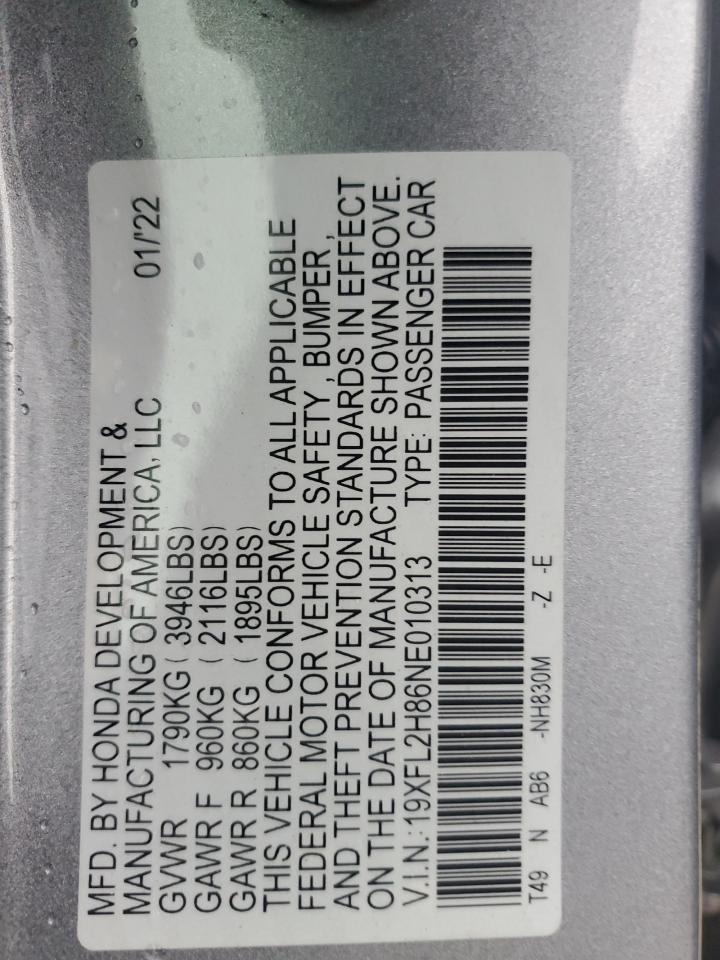 MFD. BY HONDA DEVELOPMENT &
MANUFACTURING OF AMERICA, LLC 01/'22
GVWR 1790KG ( 3946LBS)
GAWR F 960KG ( 2116LBS)
GAWR R 860KG ( 1895LBS)
THIS VEHICLE CONFORMS TO ALL APPLICABLE
FEDERAL MOTOR VEHICLE SAFETY , BUMPER ,
AND THEFT PREVENTION STANDARDS IN EFFECT
ON THE DATE OF MANUFACTURE SHOWN ABOVE.
V.I.N.:19XFL2H86NE010313 TYPE: PASSENGER CAR
T49 N AB6 -NH830M -Z -E